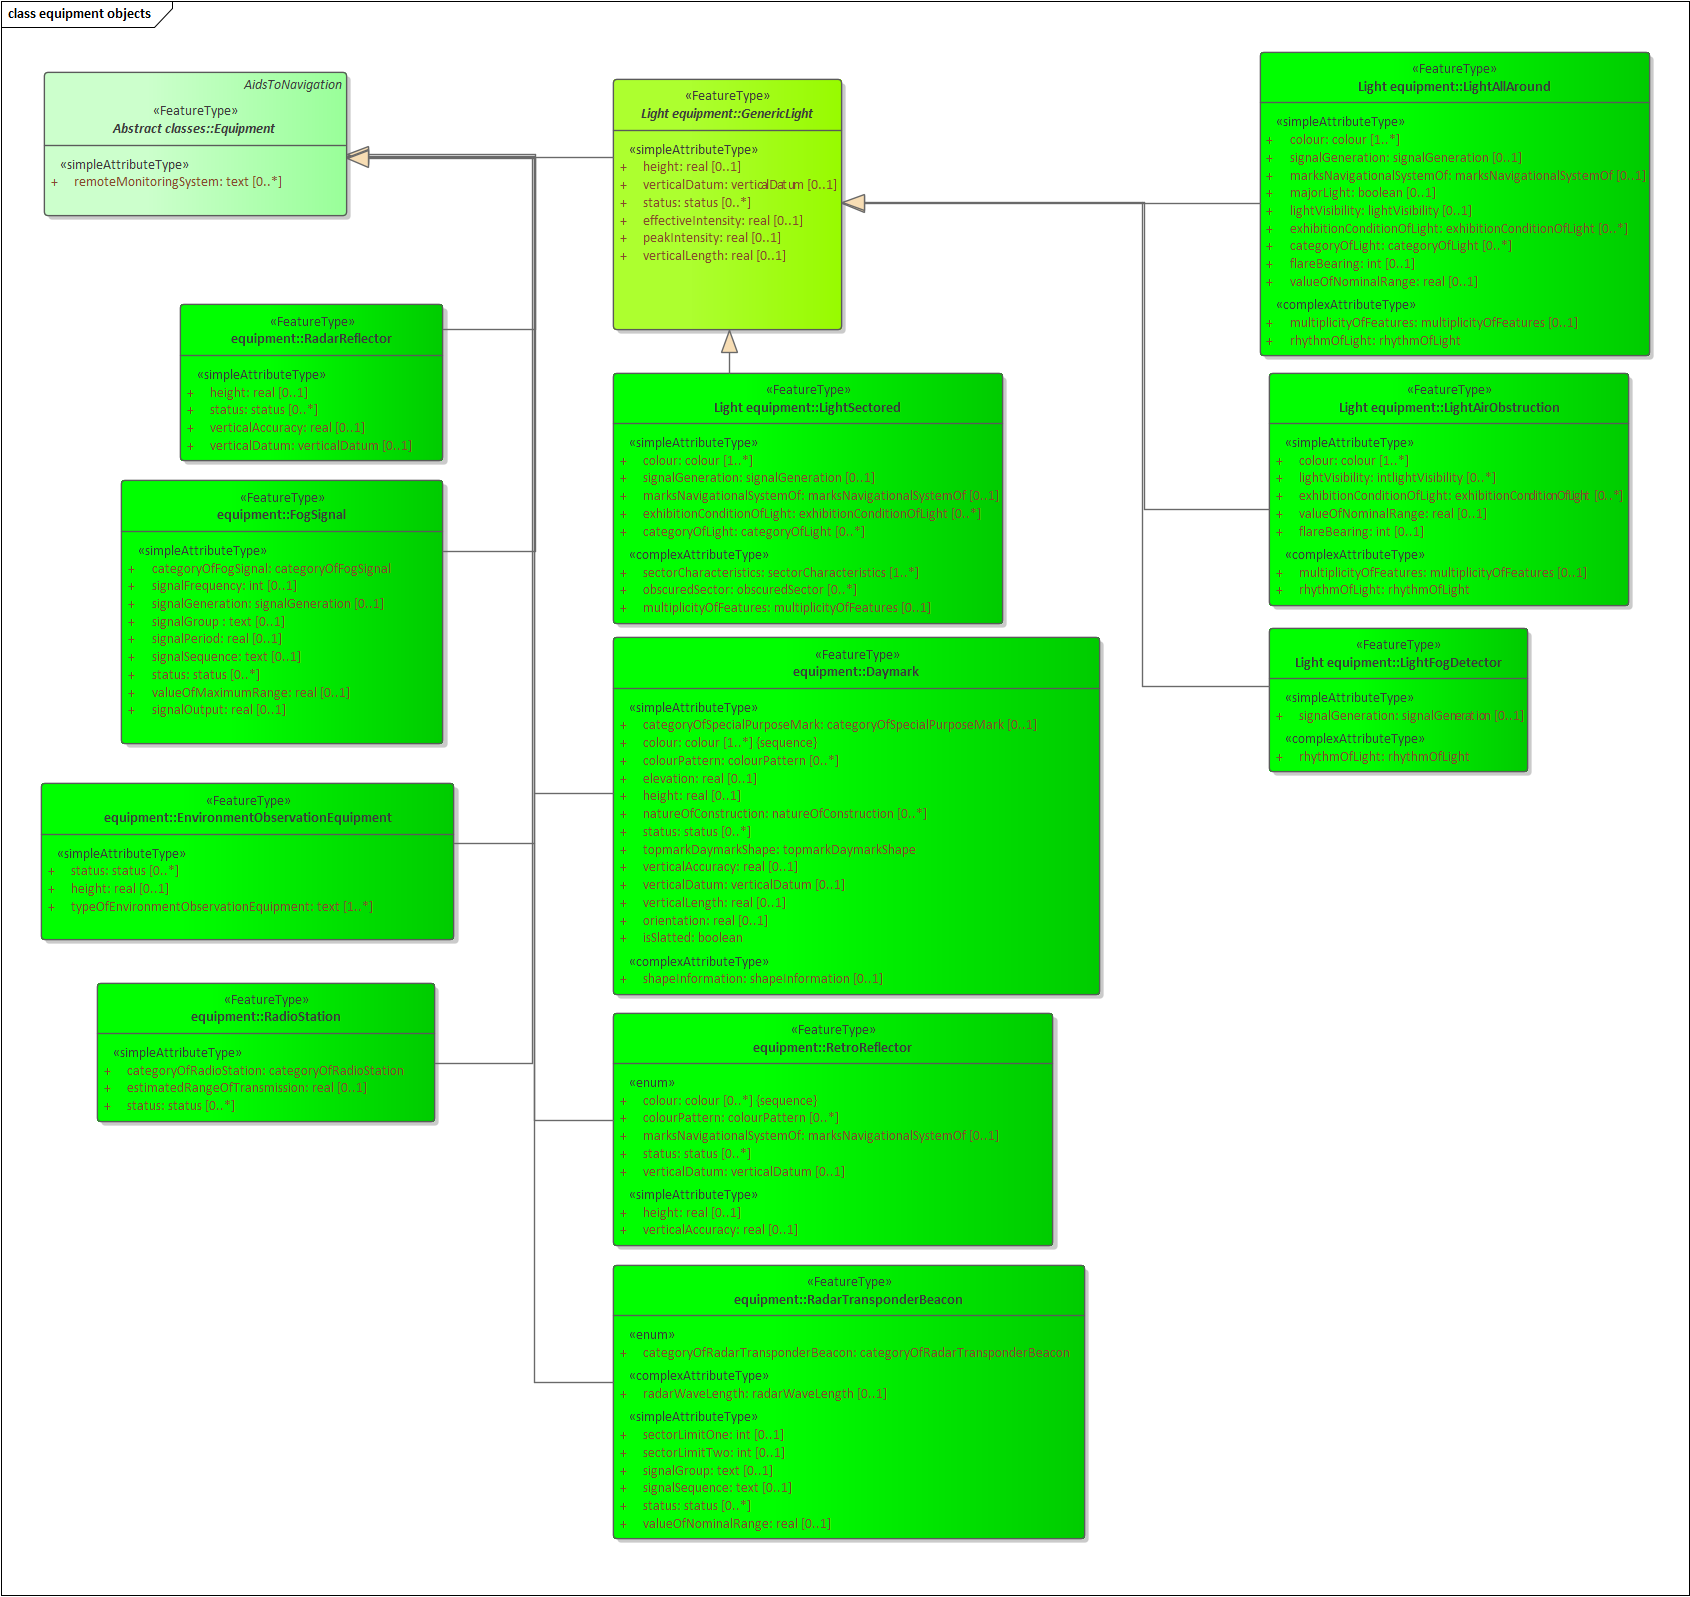 class equipment objects
AidsToNavigation
«FeatureType»
Abstract classes::Equipment
«simpleAttributeType»
+ remoteMonitoringSystem: text [0..*]
«FeatureType»
Light equipment::GenericLight
«simpleAttributeType»
+ height: real [0..1]
+ verticalDatum: verticalDatum [0..1]
+ status: status [0..*]
+ effectiveIntensity: real [0..1]
+ peakIntensity: real [0..1]
+ verticalLength: real [0..1]
«FeatureType»
Light equipment::LightAllAround
«simpleAttributeType»
+ colour: colour [1..*]
+ signalGeneration: signalGeneration [0..1]
+ marksNavigationalSystemOf: marksNavigationalSystemOf [0..1]
+ majorLight: boolean [0..1]
+ lightVisibility: lightVisibility [0..1]
+ exhibitionConditionOfLight: exhibitionConditionOfLight [0..*]
+ categoryOfLight: categoryOfLight [0..*]
+ flareBearing: int [0..1]
+ valueOfNominalRange: real [0..1]
«complexAttributeType»
+ multiplicityOfFeatures: multiplicityOfFeatures [0..1]
+ rhythmOfLight: rhythmOfLight
«FeatureType»
equipment::RadarReflector
«simpleAttributeType»
+ height: real [0..1]
+ status: status [0..*]
+ verticalAccuracy: real [0..1]
+ verticalDatum: verticalDatum [0..1]
«FeatureType»
Light equipment::LightSectored
«simpleAttributeType»
+ colour: colour [1..*]
+ signalGeneration: signalGeneration [0..1]
+ marksNavigationalSystemOf: marksNavigationalSystemOf [0..1]
+ exhibitionConditionOfLight: exhibitionConditionOfLight [0..*]
+ categoryOfLight: categoryOfLight [0..*]
«complexAttributeType»
+ sectorCharacteristics: sectorCharacteristics [1..*]
+ obscuredSector: obscuredSector [0..*]
+ multiplicityOfFeatures: multiplicityOfFeatures [0..1]
«FeatureType»
Light equipment::LightAirObstruction
«simpleAttributeType»
+ colour: colour [1..*]
+ lightVisibility: intlightVisibility [0..*]
+ exhibitionConditionOfLight: exhibitionConditionOfLight [0..*]
+ valueOfNominalRange: real [0..1]
+ flareBearing: int [0..1]
«complexAttributeType»
+ multiplicityOfFeatures: multiplicityOfFeatures [0..1]
+ rhythmOfLight: rhythmOfLight
«FeatureType»
equipment::FogSignal
«simpleAttributeType»
+ categoryOfFogSignal: categoryOfFogSignal
+ signalFrequency: int [0..1]
+ signalGeneration: signalGeneration [0..1]
+ signalGroup : text [0..1]
+ signalPeriod: real [0..1]
+ signalSequence: text [0..1]
+ status: status [0..*]
+ valueOfMaximumRange: real [0..1]
+ signalOutput: real [0..1]
«FeatureType»
Light equipment::LightFogDetector
«simpleAttributeType»
+ signalGeneration: signalGeneration [0..1]
«complexAttributeType»
+ rhythmOfLight: rhythmOfLight
«FeatureType»
equipment::Daymark
«simpleAttributeType»
+ categoryOfSpecialPurposeMark: categoryOfSpecialPurposeMark [0..1]
+ colour: colour [1..*] {sequence}
+ colourPattern: colourPattern [0..*]
+ elevation: real [0..1]
+ height: real [0..1]
+ natureOfConstruction: natureOfConstruction [0..*]
+ status: status [0..*]
+ topmarkDaymarkShape: topmarkDaymarkShape
+ verticalAccuracy: real [0..1]
+ verticalDatum: verticalDatum [0..1]
+ verticalLength: real [0..1]
+ orientation: real [0..1]
+ isSlatted: boolean
«complexAttributeType»
+ shapeInformation: shapeInformation [0..1]
«FeatureType»
equipment::EnvironmentObservationEquipment
«simpleAttributeType»
+ status: status [0..*]
+ height: real [0..1]
+ typeOfEnvironmentObservationEquipment: text [1..*]
«FeatureType»
equipment::RadioStation
«simpleAttributeType»
+ categoryOfRadioStation: categoryOfRadioStation
+ estimatedRangeOfTransmission: real [0..1]
+ status: status [0..*]
«FeatureType»
equipment::RetroReflector
«enum»
+ colour: colour [0..*] {sequence}
+ colourPattern: colourPattern [0..*]
+ marksNavigationalSystemOf: marksNavigationalSystemOf [0..1]
+ status: status [0..*]
+ verticalDatum: verticalDatum [0..1]
«simpleAttributeType»
+ height: real [0..1]
+ verticalAccuracy: real [0..1]
«FeatureType»
equipment::RadarTransponderBeacon
«enum»
+ categoryOfRadarTransponderBeacon: categoryOfRadarTransponderBeacon
«complexAttributeType»
+ radarWaveLength: radarWaveLength [0..1]
«simpleAttributeType»
+ sectorLimitOne: int [0..1]
+ sectorLimitTwo: int [0..1]
+ signalGroup: text [0..1]
+ signalSequence: text [0..1]
+ status: status [0..*]
+ valueOfNominalRange: real [0..1]